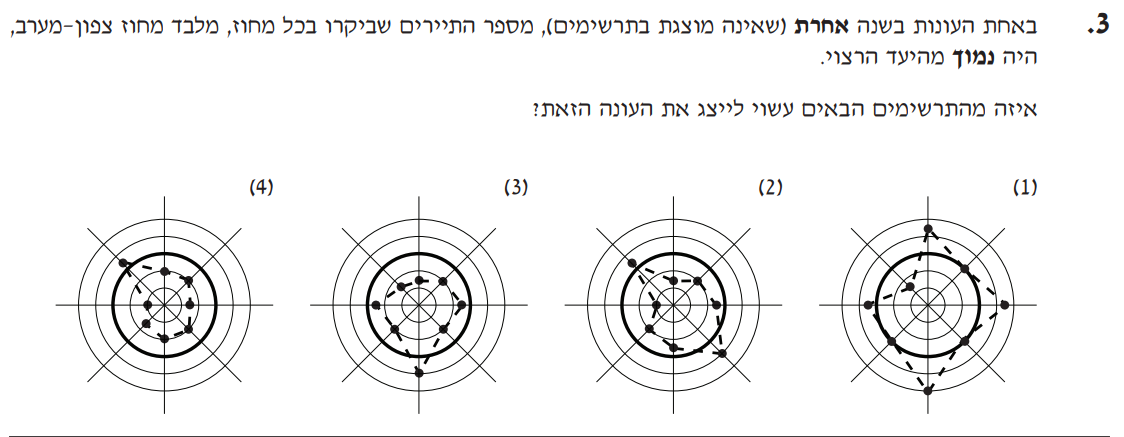 3. באחת העונות בשנה אחרת (שאינה מוצגת בתרשימים), מספר התיירים שביקרו בכל מחוז, מלבד מחוז צפון-מערב,
היה נמוך מהיעד הרצוי.
איזה מהתרשימים הבאים עשוי לייצג את העונה הזאת?
(1) (2) (3) (4)